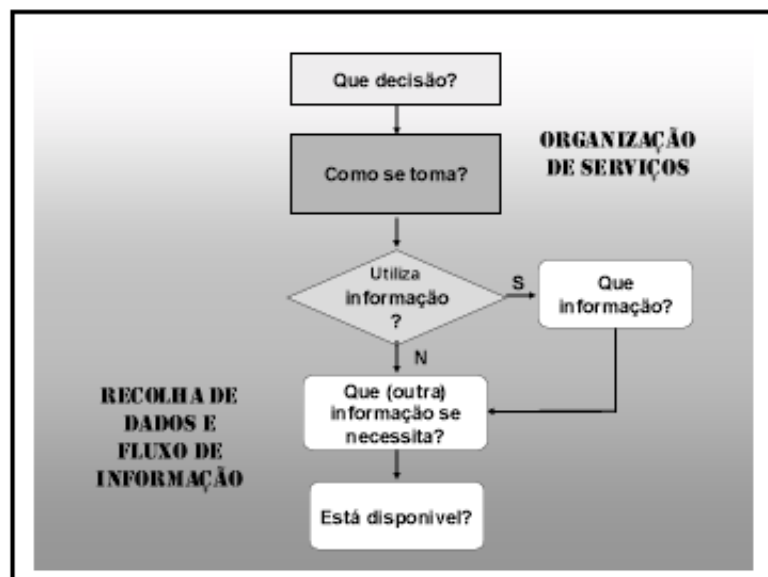 Que decisão?
ORGANIZAÇÃO
DE SERVIÇOS
Como se toma?
Utiliza
informação
?
S
Que
informação?
N
RECOLHA DE
DADOS E
FLUXO DE
INFORMAÇÃO
Que (outra)
informação se
necessita?
Está disponivel?